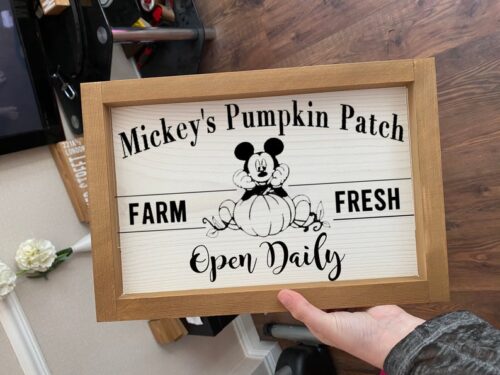 Mickey's Pumpkin Patch
FARM FRESH
Open Daily